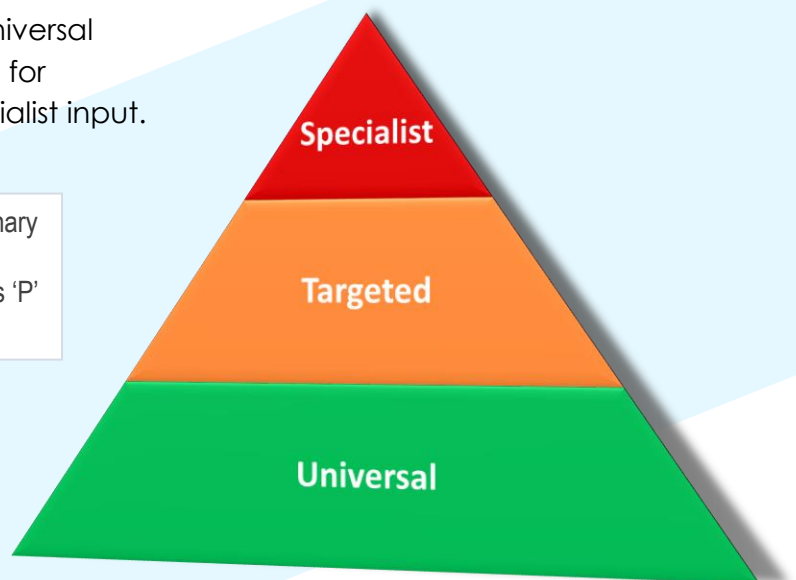 niversal
for
ialist input.
nary
s ‘P’
Specialist
Targeted
Universal